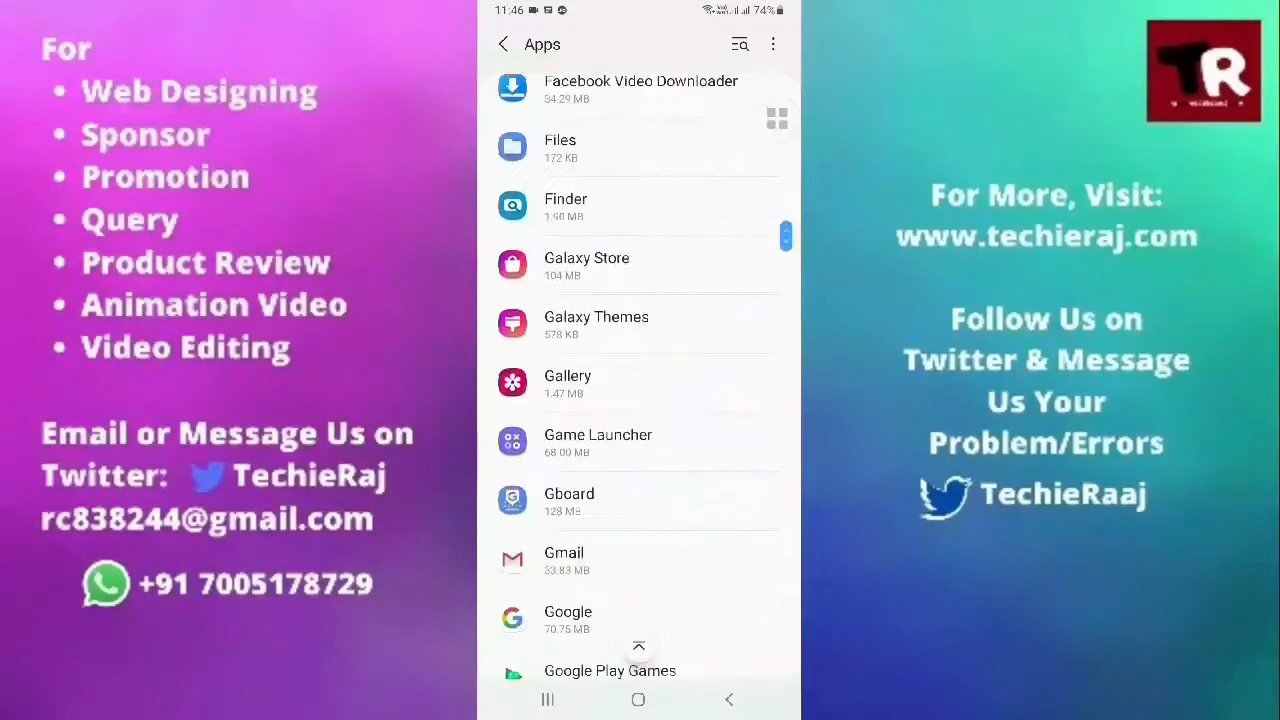 For
• Web Designing
• Sponsor
• Promotion
• Query
• Product Review
• Animation Video
• Video Editing
Email or Message Us on
Twitter: TechieRaj
rc838244@gmail.com
+91 7005178729
11:46
74%
Apps
Facebook Video Downloader
34.29 MB
Files
172 KB
Finder
1.90 MB
Galaxy Store
104 MB
Galaxy Themes
578 KB
Gallery
1.47 MB
Game Launcher
68.00 MB
Gboard
128 MB
Gmail
33.83 MB
Google
70.75 MB
Google Play Games
TR
For More, Visit:
www.techieraj.com
Follow Us on
Twitter & Message
Us Your
Problem/Errors
TechieRaaj